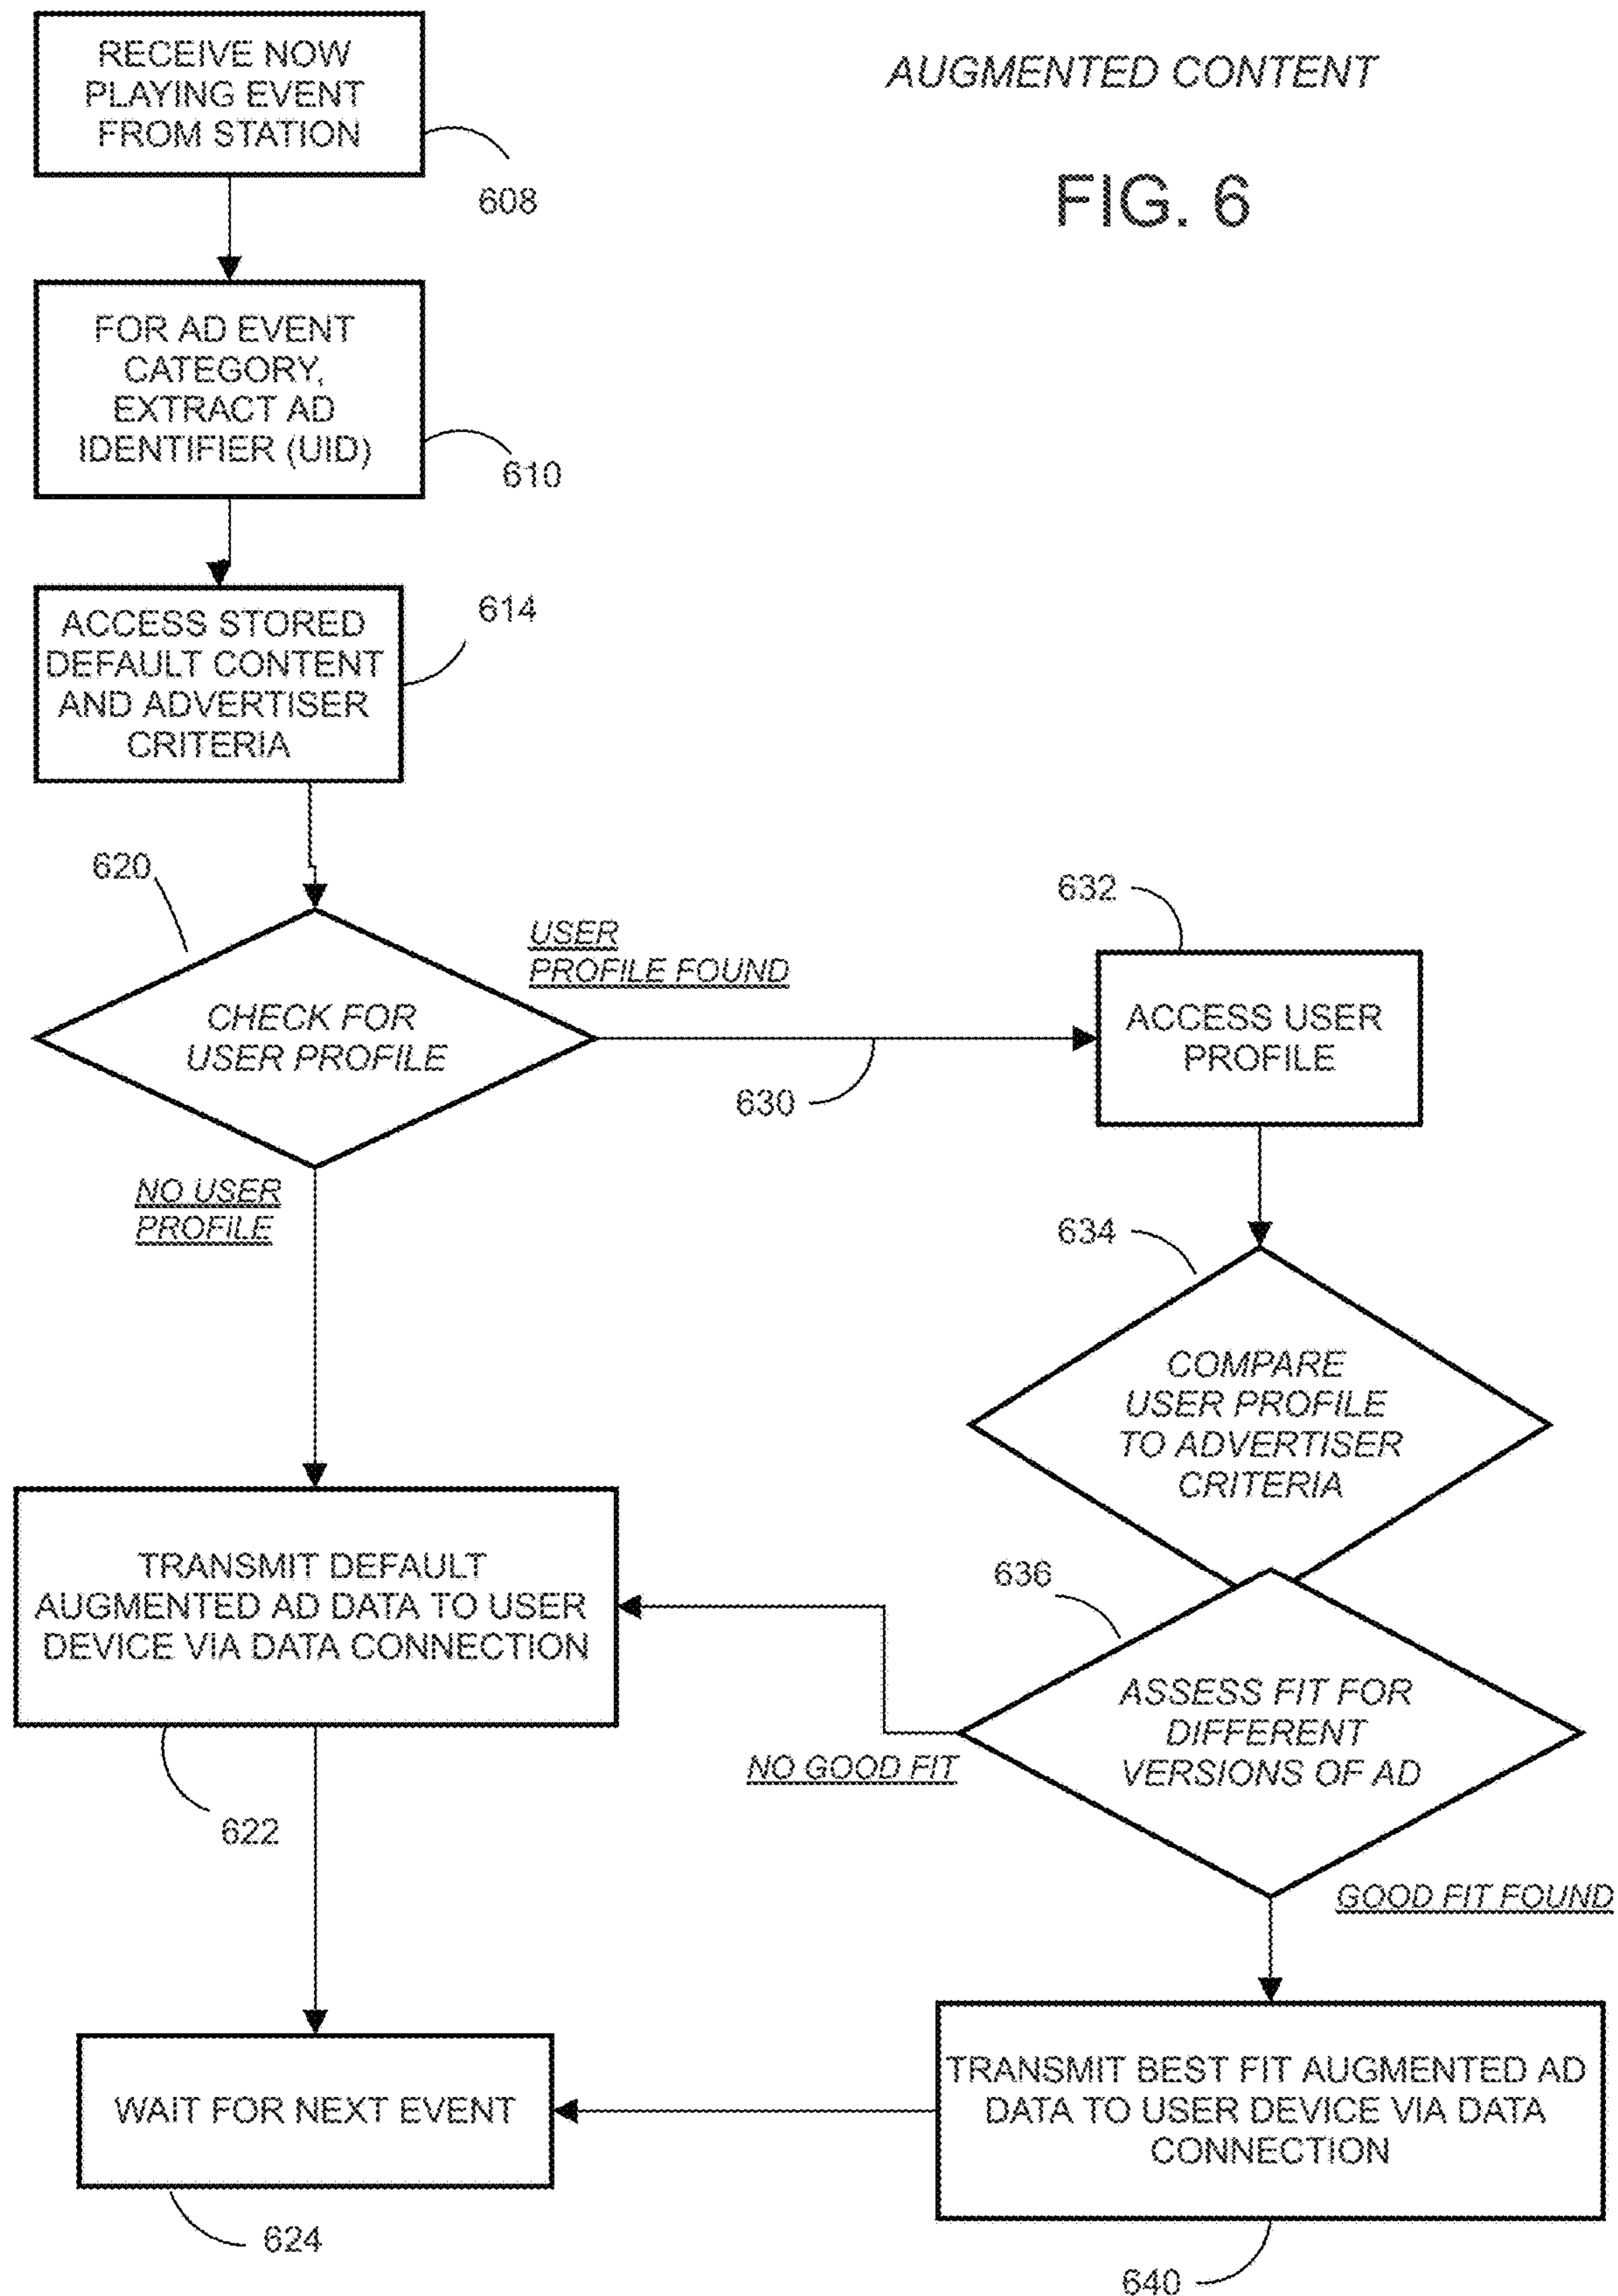 RECEIVE NOW
PLAYING EVENT
FROM STATION
608
AUGMENTED CONTENT
FIG. 6
FOR AD EVENT
CATEGORY,
EXTRACT AD
IDENTIFIER (UID)
610
ACCESS STORED
DEFAULT CONTENT
AND ADVERTISER
CRITERIA
614
620
CHECK FOR
USER PROFILE
USER
PROFILE FOUND
630
632
ACCESS USER
PROFILE
NO USER
PROFILE
634
COMPARE
USER PROFILE
TO ADVERTISER
CRITERIA
TRANSMIT DEFAULT
AUGMENTED AD DATA TO USER
DEVICE VIA DATA CONNECTION
622
636
ASSESS FIT FOR
DIFFERENT
VERSIONS OF AD
NO GOOD FIT
GOOD FIT FOUND
WAIT FOR NEXT EVENT
624
TRANSMIT BEST FIT AUGMENTED AD
DATA TO USER DEVICE VIA DATA
CONNECTION
640